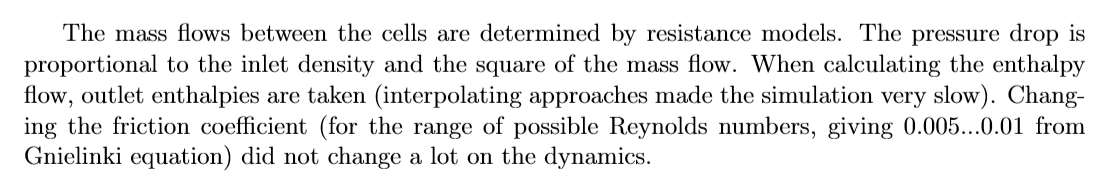 The mass flows between the cells are determined by resistance models. The pressure drop is
proportional to the inlet density and the square of the mass flow. When calculating the enthalpy
flow, outlet enthalpies are taken (interpolating approaches made the simulation very slow). Chang-
ing the friction coefficient (for the range of possible Reynolds numbers, giving 0.005...0.01 from
Gnielinki equation) did not change a lot on the dynamics.